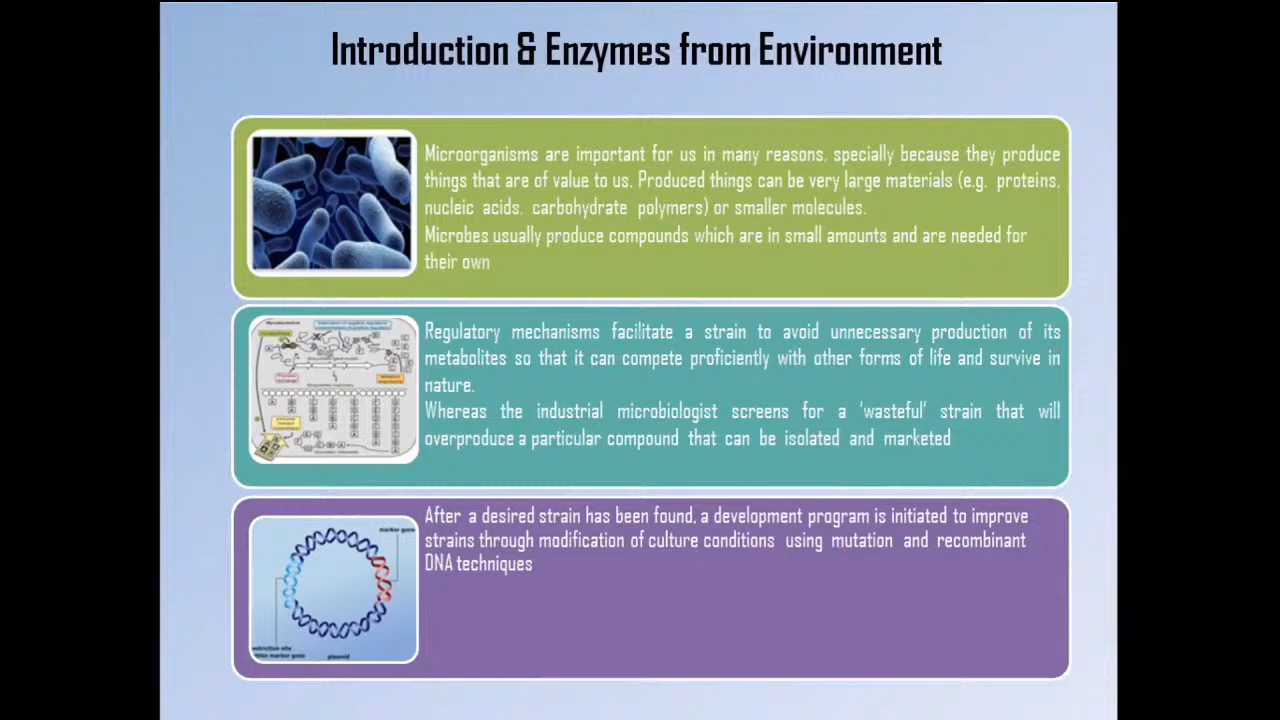 Introduction & Enzymes from Environment
Microorganisms are important for us in many reasons, specially because they produce
things that are of value to us. Produced things can be very large materials (e.g. proteins,
nucleic acids, carbohydrate polymers) or smaller molecules.
Microbes usually produce compounds which are in small amounts and are needed for
their own
Regulatory mechanisms facilitate a strain to avoid unnecessary production of its
metabolites so that it can compete proficiently with other forms of life and survive in
nature.
Whereas the industrial microbiologist screens for a ‘wasteful’ strain that will
overproduce a particular compound that can be isolated and marketed
After a desired strain has been found, a development program is initiated to improve
strains through modification of culture conditions using mutation and recombinant
DNA techniques
marker gene
plasmid